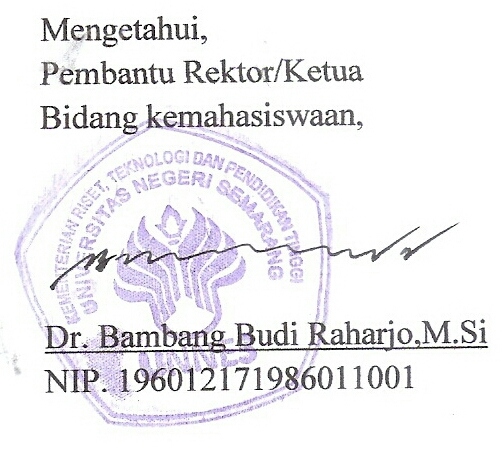 Mengetahui,
Pembantu Rektor/Ketua
Bidang kemahasiswaan,
KEMENTERIAN RISET, TEKNOLOGI DAN PENDIDIKAN TINGGI
UNIVERSITAS NEGERI SEMARANG
UNNES
Dr. Bambang Budi Raharjo,M.Si
NIP. 196012171986011001